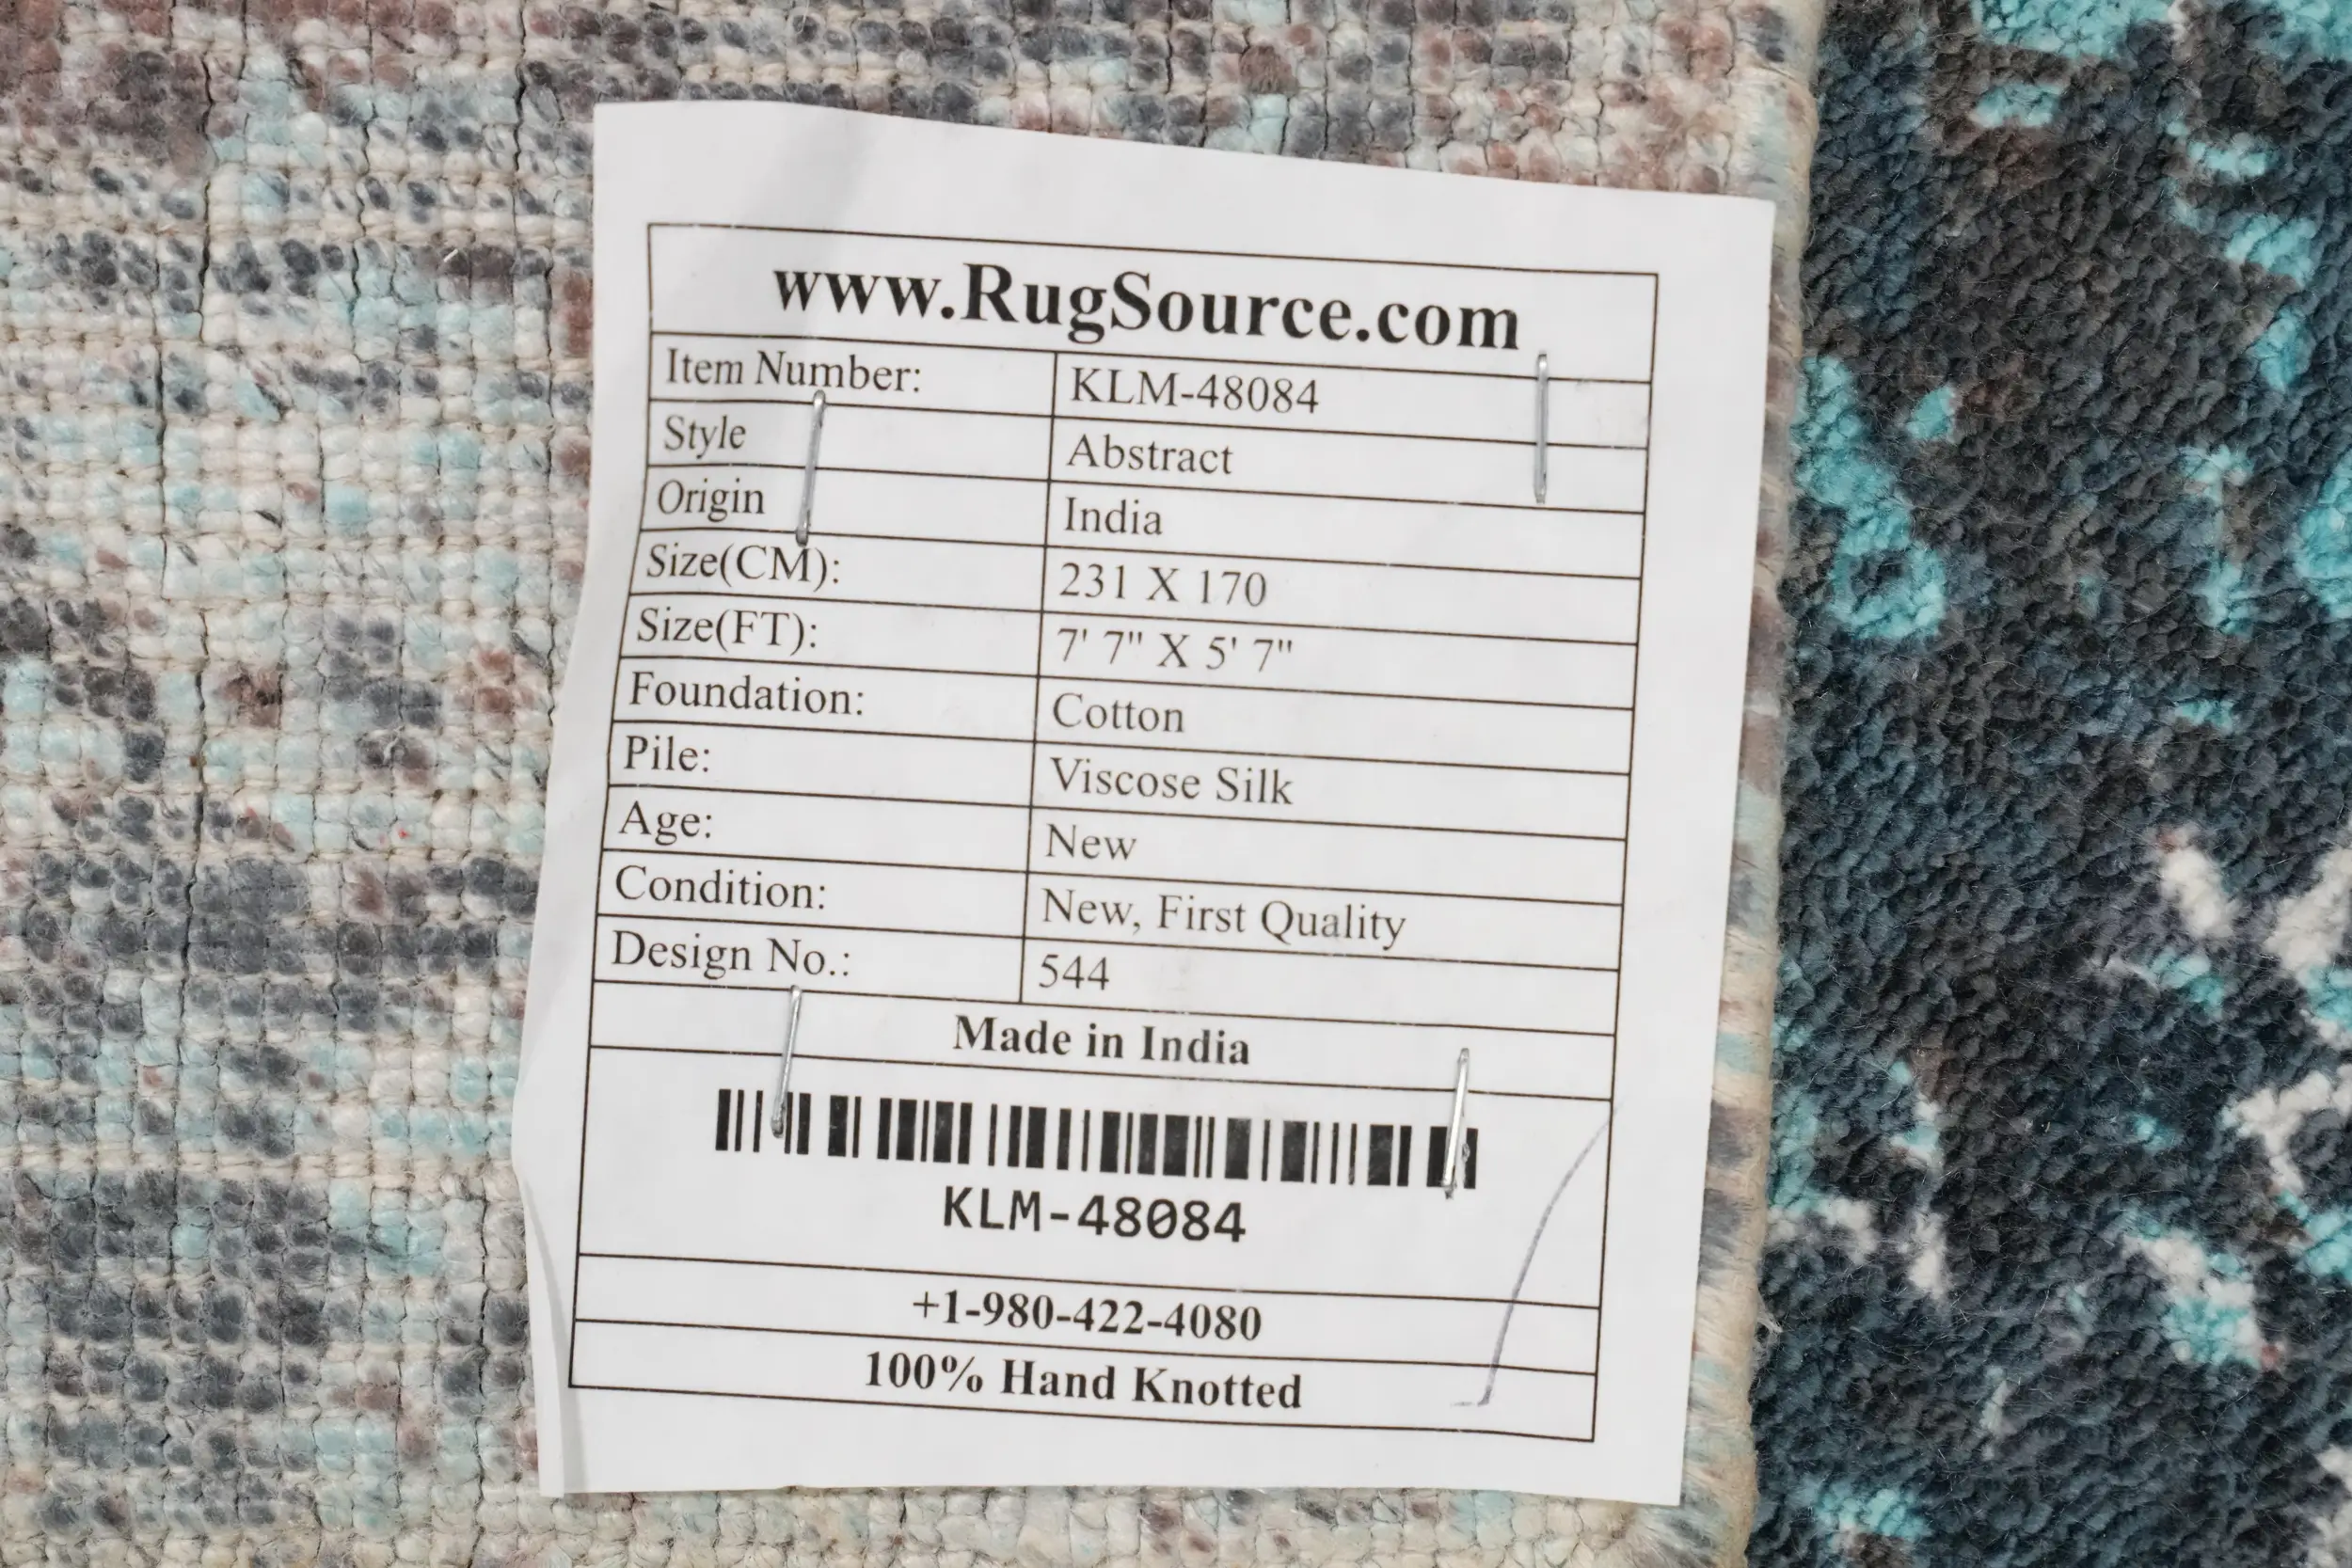 www.RugSource.com
Item Number: KLM-48084
Style Abstract
Origin India
Size(CM): 231 X 170
Size(FT): 7' 7" X 5' 7"
Foundation: Cotton
Pile: Viscose Silk
Age: New
Condition: New, First Quality
Design No.: 544
Made in India
KLM-48084
+1-980-422-4080
100% Hand Knotted